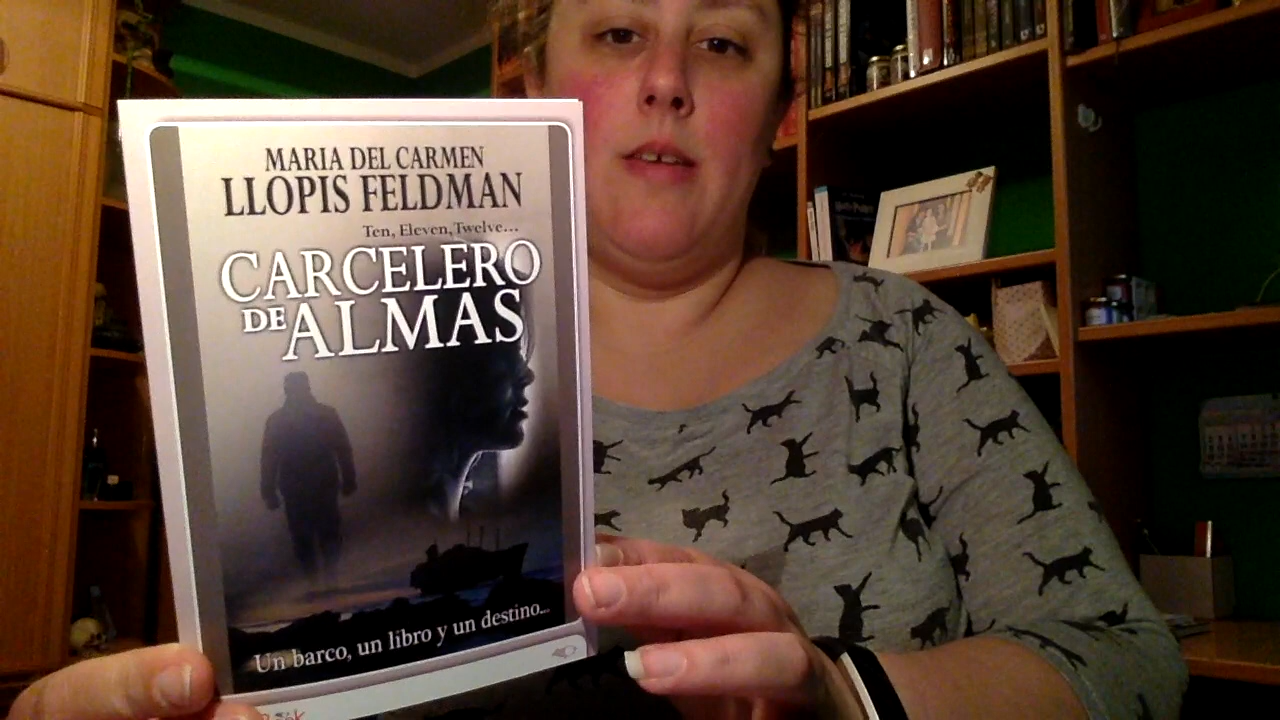 MARIA DEL CARMEN
LLOPIS FELDMAN
Ten, Eleven, Twelve...
CARCELERO
DE ALMAS
Un barco, un libro y un destino...